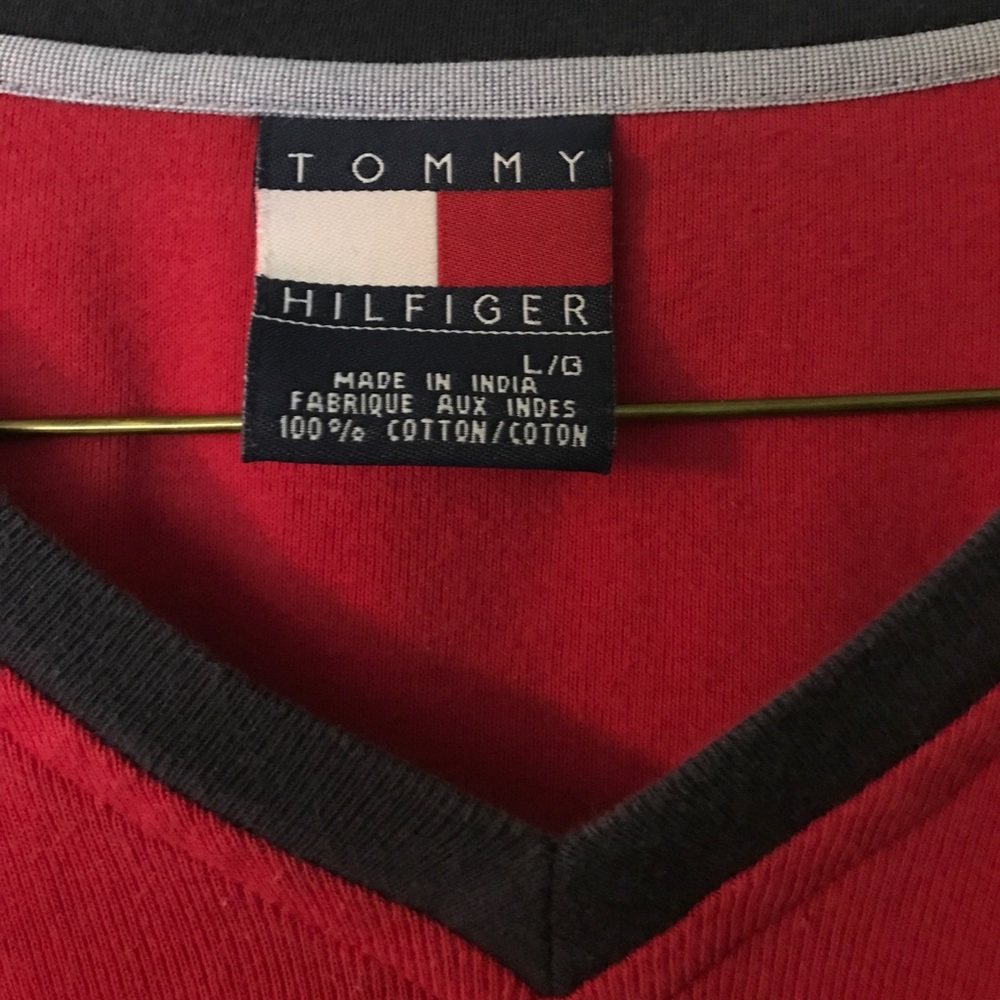 TOMMY
HILFIGER
L/G
MADE IN INDIA
FABRIQUE AUX INDES
100% COTTON/COTON